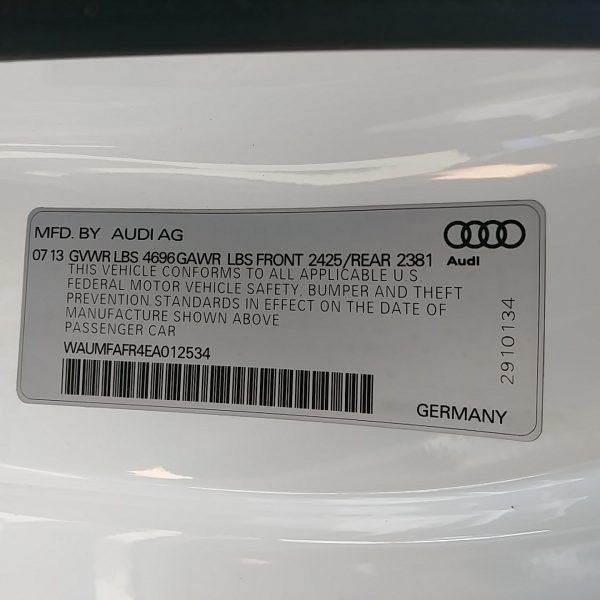 MFD. BY AUDI AG
Audi
07 13 GVWR LBS 4696 GAWR LBS FRONT 2425/REAR 2381
THIS VEHICLE CONFORMS TO ALL APPLICABLE U.S.
FEDERAL MOTOR VEHICLE SAFETY, BUMPER AND THEFT
PREVENTION STANDARDS IN EFFECT ON THE DATE OF
MANUFACTURE SHOWN ABOVE
PASSENGER CAR
WAUMFAFR4EA012534
2910134
GERMANY